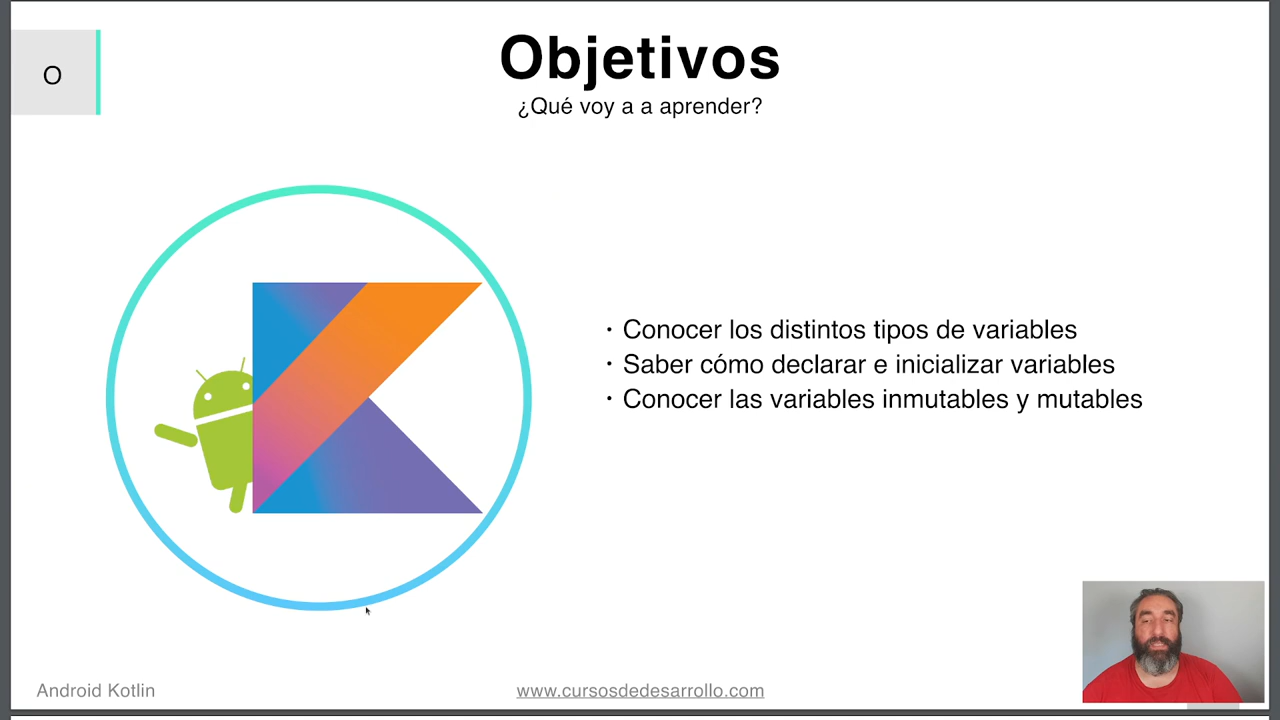 O
Objetivos
¿Qué voy a a aprender?
· Conocer los distintos tipos de variables
· Saber cómo declarar e inicializar variables
· Conocer las variables inmutables y mutables
Android Kotlin
www.cursosdedesarrollo.com